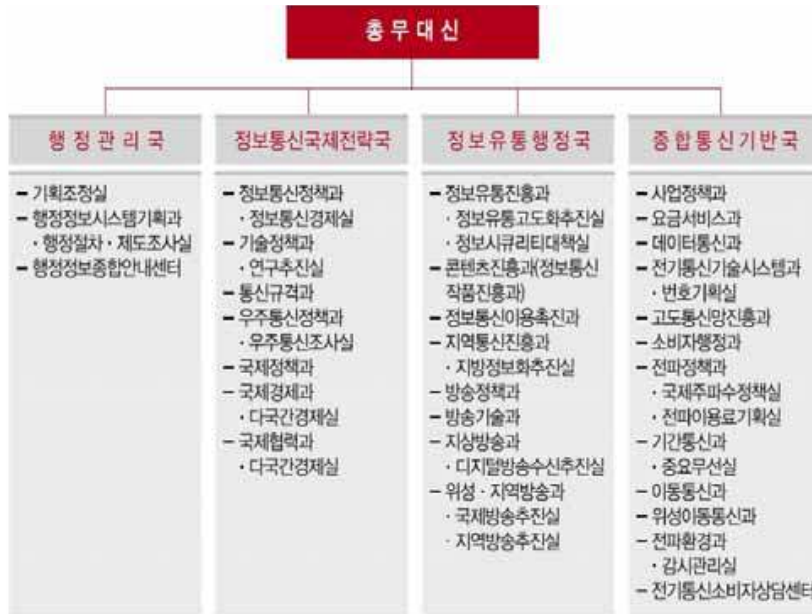 총무대신
행정관리국
- 기획조정실
- 행정정보시스템기획과
· 행정절차 · 제도조사실
- 행정정보종합안내센터
정보통신국제전략국
- 정보통신정책과
· 정보통신경제실
- 기술정책과
· 연구추진실
- 통신규격과
- 우주통신정책과
· 우주통신조사실
- 국제정책과
- 국제경제과
· 다국간경제실
- 국제협력과
· 다국간경제실
정보유통행정국
- 정보유통진흥과
· 정보유통고도화추진실
· 정보시큐리티대책실
- 콘텐츠진흥과(정보통신
작품진흥과)
- 정보통신이용촉진과
- 지역통신진흥과
· 지방정보화추진실
- 방송정책과
- 방송기술과
- 지상방송과
· 디지털방송수신추진실
- 위성 · 지역방송과
· 국제방송추진실
· 지역방송추진실
종합통신기반국
- 사업정책과
- 요금서비스과
- 데이터통신과
- 전기통신기술시스템과
· 번호기획실
- 고도통신망진흥과
- 소비자행정과
- 전파정책과
· 국제주파수정책실
· 전파이용료기획실
- 기간통신과
· 중요무선실
- 이동통신과
- 위성이동통신과
- 전파환경과
· 감시관리실
- 전기통신소비자상담센터